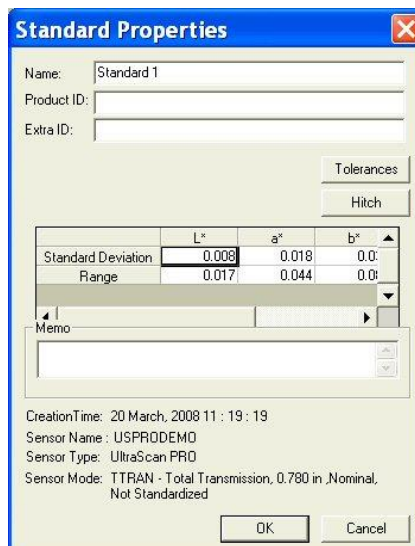 Standard Properties
Name: Standard 1
Product ID:
Extra ID:
Tolerances
Hitch
L* a* b*
Standard Deviation 0.008 0.018
Range 0.017 0.044
Memo
CreationTime: 20 March, 2008 11 : 19 : 19
Sensor Name : USPRODEMO
Sensor Type: UltraScan PRO
Sensor Mode: TTRAN - Total Transmission, 0.780 in ,Nominal,
Not Standardized
OK Cancel